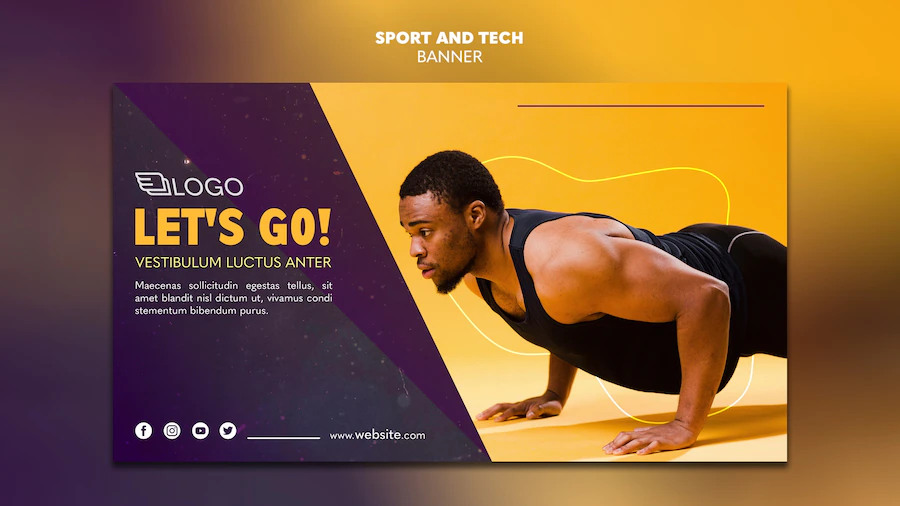 SPORT AND TECH
BANNER
LOGO
LET'S GO!
VESTIBULUM LUCTUS ANTER
Maecenas sollicitudin egestas tellus, sit
amet blandit nisl dictum ut, vivamus condi
stementum bibendum purus.
www.website.com